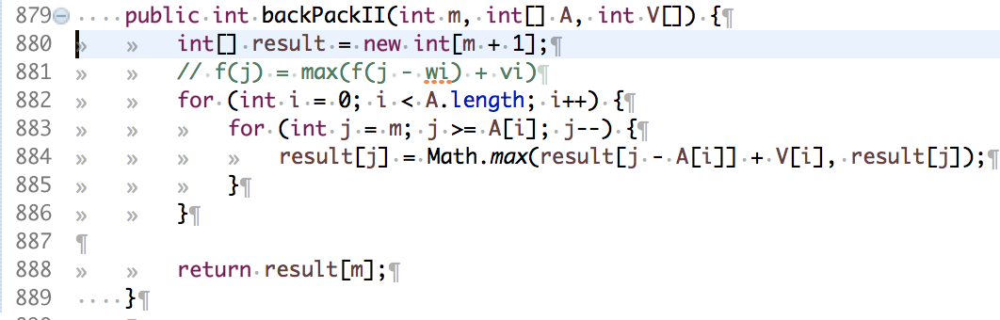 879 public int backPackII(int m, int[] A, int V[]) {¶
880 » » int[] result = new int[m + 1];¶
881 » » // f(j) = max(f(j - wi) + vi)¶
882 » » for (int i = 0; i < A.length; i++) {¶
883 » » » for (int j = m; j >= A[i]; j--) {¶
884 » » » » result[j] = Math.max(result[j - A[i]] + V[i], result[j]);¶
885 » » » }¶
886 » » }¶
887 ¶
888 » » return result[m];¶
889 ····}¶